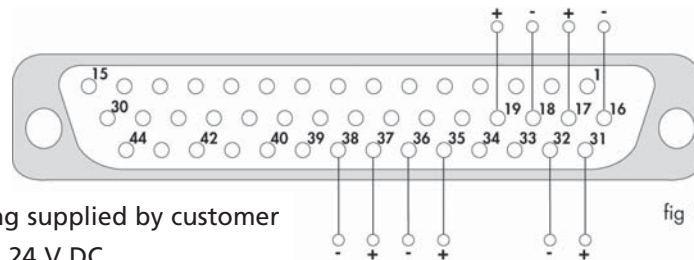 + - + -
15 1
30 19 18 17 16
44 42 40 39 38 37 36 35 34 33 32 31
supplied by customer
fig
24 V DC
- + - + - +